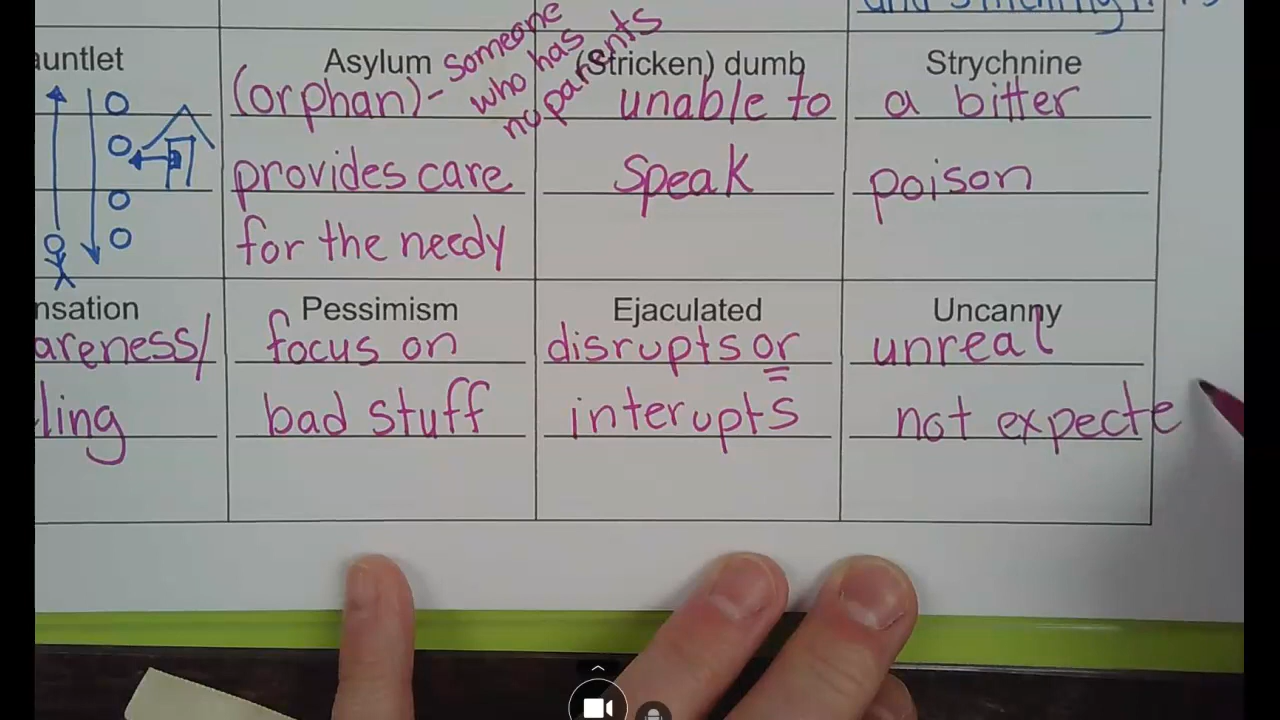 auntlet
Asylum
(orphan)- someone
who has
no parents
provides care
for the needy
(Stricken) dumb
unable to
speak
Strychnine
a bitter
poison
nsation
areness/
ling
Pessimism
focus on
bad stuff
Ejaculated
disrupts or
interupts
Uncanny
unreal
not expecte